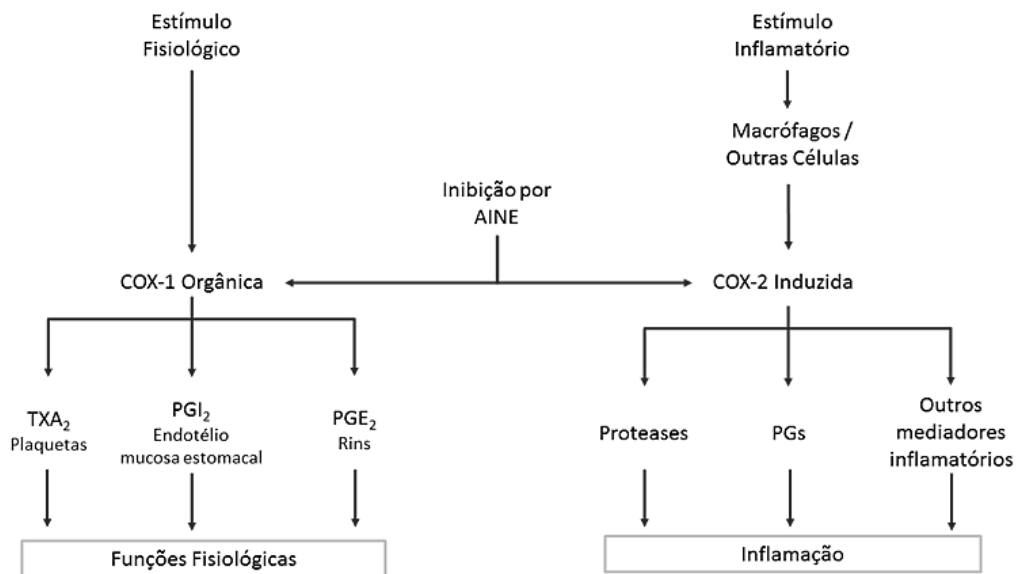 Estímulo
Fisiológico
Estímulo
Inflamatório
Macrófagos /
Outras Células
Inibição por
AINE
COX-1 Orgânica
COX-2 Induzida
TXA₂
Plaquetas
PGI₂
Endotélio
mucosa estomacal
PGE₂
Rins
Proteases
PGs
Outros
mediadores
inflamatórios
Funções Fisiológicas
Inflamação